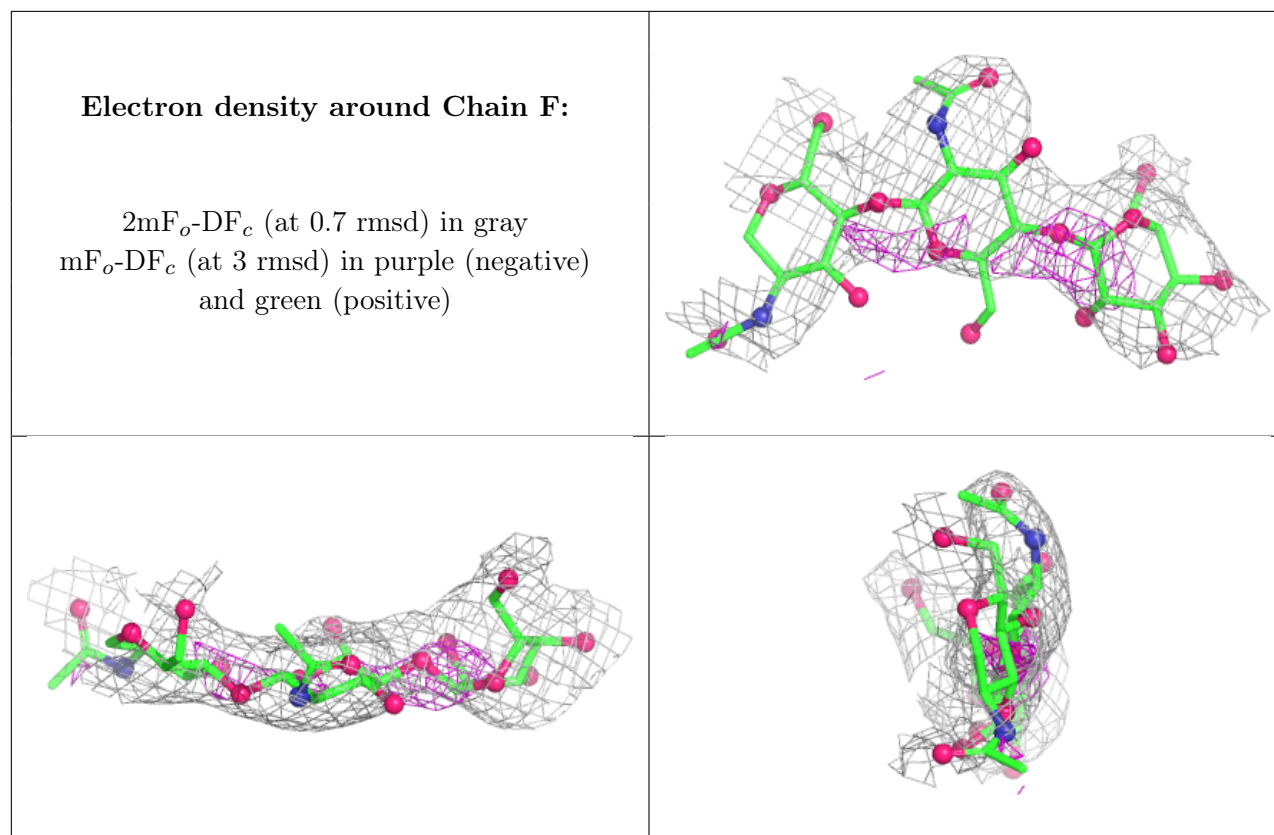 Electron density around Chain F:
2mFₒ-DF𝒸 (at 0.7 rmsd) in gray
mFₒ-DF𝒸 (at 3 rmsd) in purple (negative)
and green (positive)